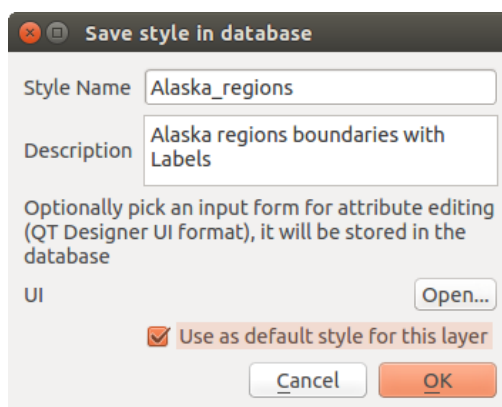 Save style in database
Style Name Alaska_regions
Description Alaska regions boundaries with
Labels
Optionally pick an input form for attribute editing
(QT Designer UI format), it will be stored in the
database
UI Open...
Use as default style for this layer
Cancel OK